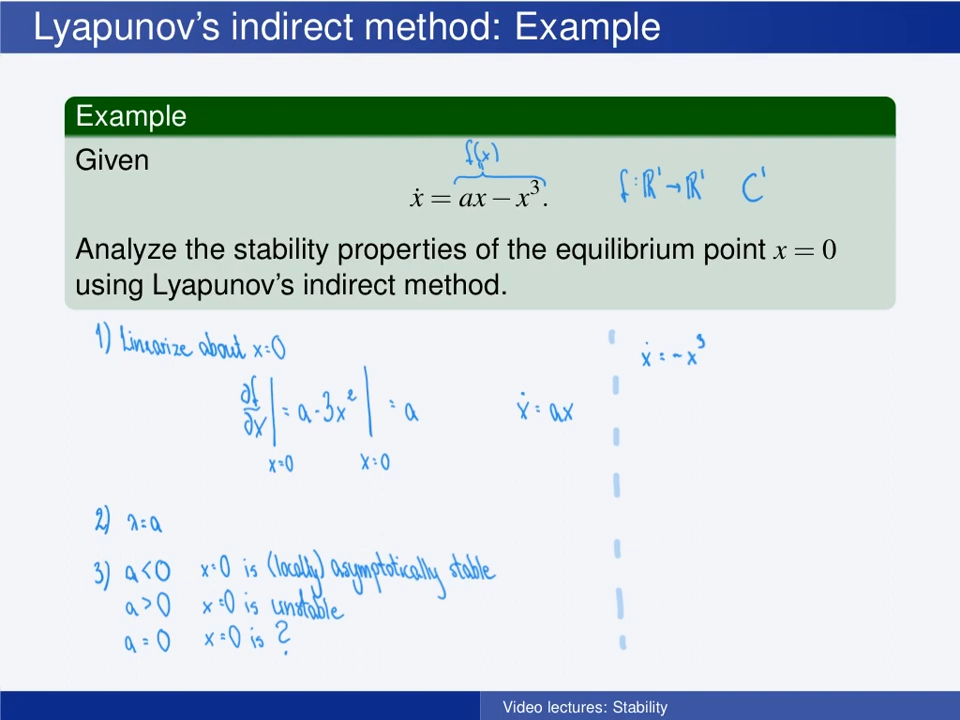 Lyapunov's indirect method: Example
Example
Given
f(x)
ẋ = ax − x³.
f: ℝ¹ → ℝ¹ C¹
Analyze the stability properties of the equilibrium point x = 0
using Lyapunov's indirect method.
1) Linearize about x=0
∂f/∂x |x=0 = a - 3x² |x=0 = a
ẋ = ax
2) λ=a
3) a<0 x=0 is (locally) asymptotically stable
a>0 x=0 is unstable
a=0 x=0 is ?
ẋ = -x³
Video lectures: Stability